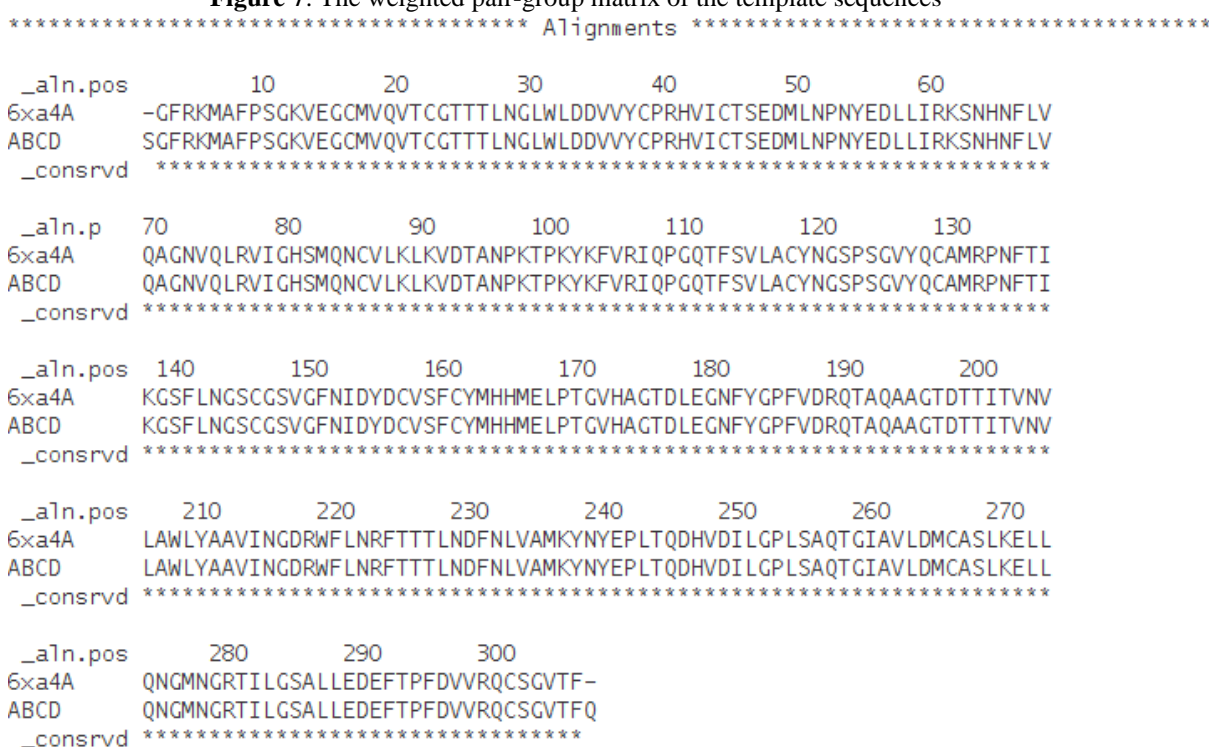 Figure 7. The weighted pair-group matrix of the template sequences
*************************************** Alignments ***************************************
_aln.pos 10 20 30 40 50 60
6xa4A -GFRKMAFPSGKVEGCMVQVTCGTTTLNGLWLDDVVYCPRHVICTSEDMLNPNYEDLLIRKSNHNFLV
ABCD SGFRKMAFPSGKVEGCMVQVTCGTTTLNGLWLDDVVYCPRHVICTSEDMLNPNYEDLLIRKSNHNFLV
_consrvd *******************************************************************
_aln.p 70 80 90 100 110 120 130
6xa4A QAGNVQLRVIGHSMQNCVLKLKVDTANPKTPKYKFVRIQPGQTFSVLACYNGSPSGVYQCAMRPNFTI
ABCD QAGNVQLRVIGHSMQNCVLKLKVDTANPKTPKYKFVRIQPGQTFSVLACYNGSPSGVYQCAMRPNFTI
_consrvd ********************************************************************
_aln.pos 140 150 160 170 180 190 200
6xa4A KGSFLNGSCGSVGFNIDYDCVSFCYMHHMELPTGVHAGTDLEGNFYGPFVDRQTAQAAGTDTTITVNV
ABCD KGSFLNGSCGSVGFNIDYDCVSFCYMHHMELPTGVHAGTDLEGNFYGPFVDRQTAQAAGTDTTITVNV
_consrvd ********************************************************************
_aln.pos 210 220 230 240 250 260 270
6xa4A LAWLYAAVINGDRWFLNRFTTTLNDFNLVAMKYNYEPLTQDHVDILGPLSAQTGIAVLDMCASLKELL
ABCD LAWLYAAVINGDRWFLNRFTTTLNDFNLVAMKYNYEPLTQDHVDILGPLSAQTGIAVLDMCASLKELL
_consrvd ********************************************************************
_aln.pos 280 290 300
6xa4A QNGMNGRTILGSALLEDEFTPFDVVRQCSGVTF-
ABCD QNGMNGRTILGSALLEDEFTPFDVVRQCSGVTFQ
_consrvd *********************************